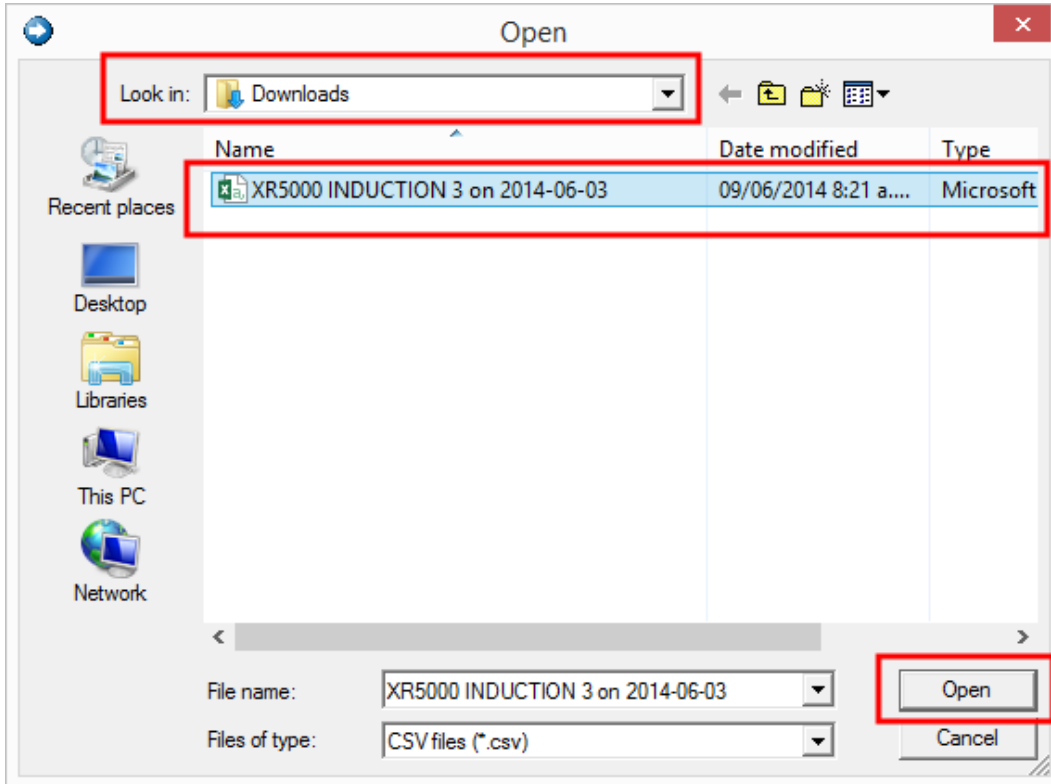 Open
Look in: Downloads
Name Date modified Type
XR5000 INDUCTION 3 on 2014-06-03 09/06/2014 8:21 a.... Microsoft
Recent places
Desktop
Libraries
This PC
Network
File name: XR5000 INDUCTION 3 on 2014-06-03 Open
Files of type: CSV files (*.csv) Cancel